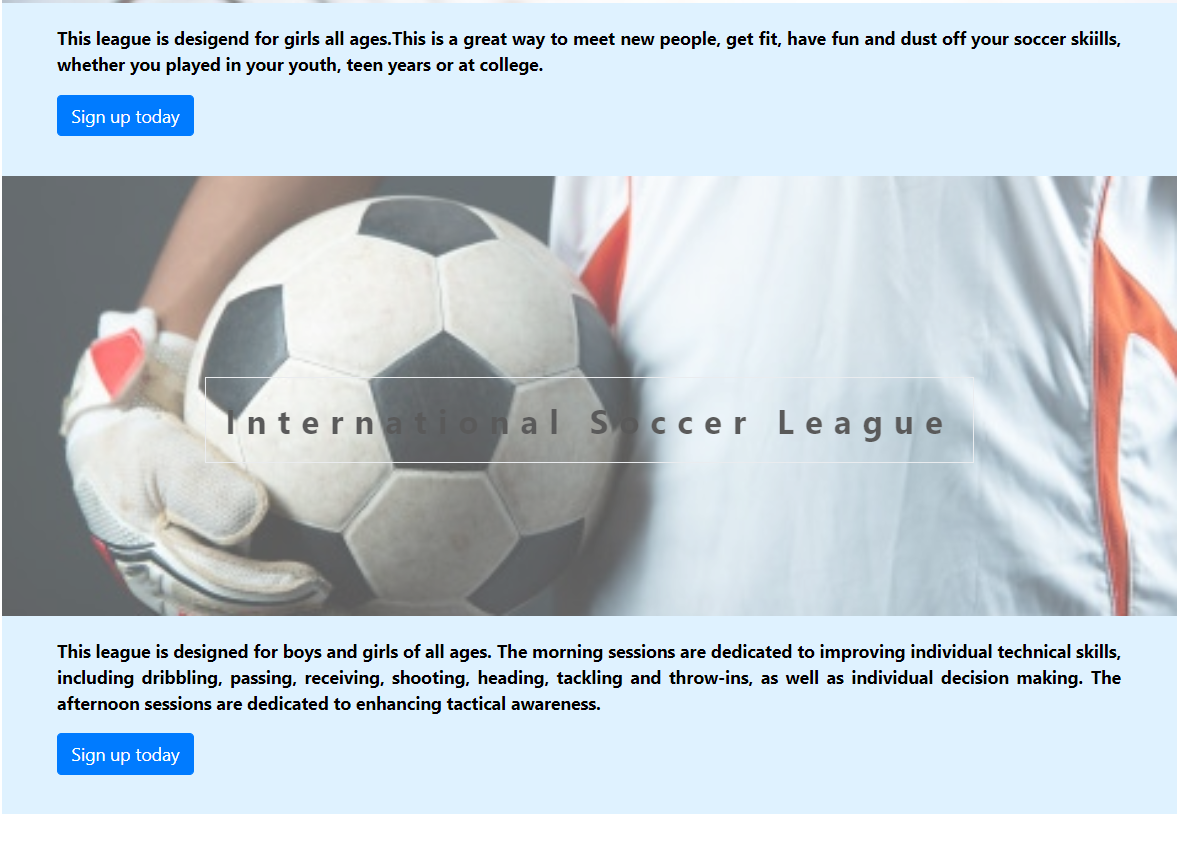 This league is desigend for girls all ages.This is a great way to meet new people, get fit, have fun and dust off your soccer skiills,
whether you played in your youth, teen years or at college.
Sign up today
International Soccer League
This league is designed for boys and girls of all ages. The morning sessions are dedicated to improving individual technical skills,
including dribbling, passing, receiving, shooting, heading, tackling and throw-ins, as well as individual decision making. The
afternoon sessions are dedicated to enhancing tactical awareness.
Sign up today